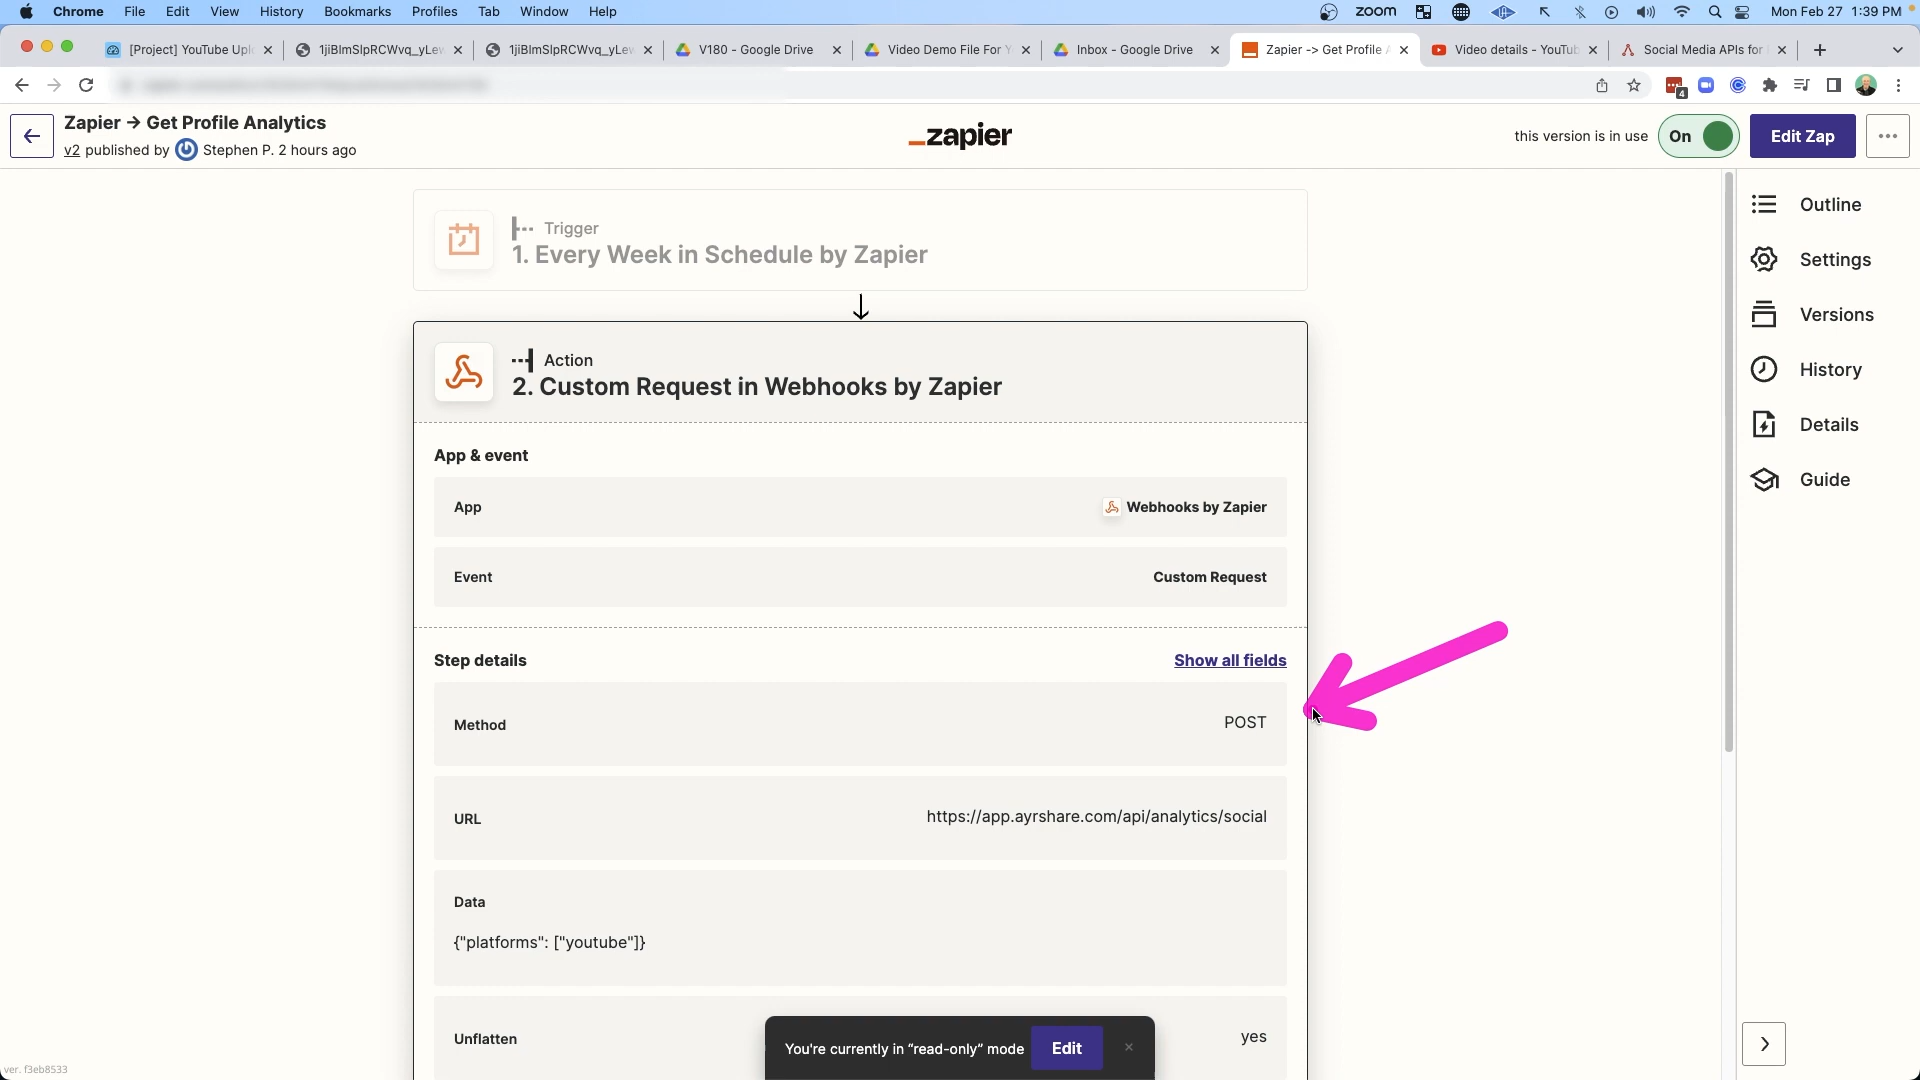 Chrome File Edit View History Bookmarks Profiles Tab Window Help
zoom
Mon Feb 27 1:39 PM
[Project] YouTube Uplo
1jiBlmSlpRCWvq_yLew
1jiBlmSlpRCWvq_yLew
V180 - Google Drive
Video Demo File For Y
Inbox - Google Drive
Zapier -> Get Profile A
Video details - YouTub
Social Media APIs for
4
Zapier → Get Profile Analytics
v2 published by Stephen P. 2 hours ago
_zapier
this version is in use
On
Edit Zap
Trigger
1. Every Week in Schedule by Zapier
Action
2. Custom Request in Webhooks by Zapier
App & event
App
Webhooks by Zapier
Event
Custom Request
Step details
Show all fields
Method
POST
URL
https://app.ayrshare.com/api/analytics/social
Data
{"platforms": ["youtube"]}
Unflatten
yes
You're currently in “read-only” mode
Edit
Outline
Settings
Versions
History
Details
Guide
ver. f3eb8533